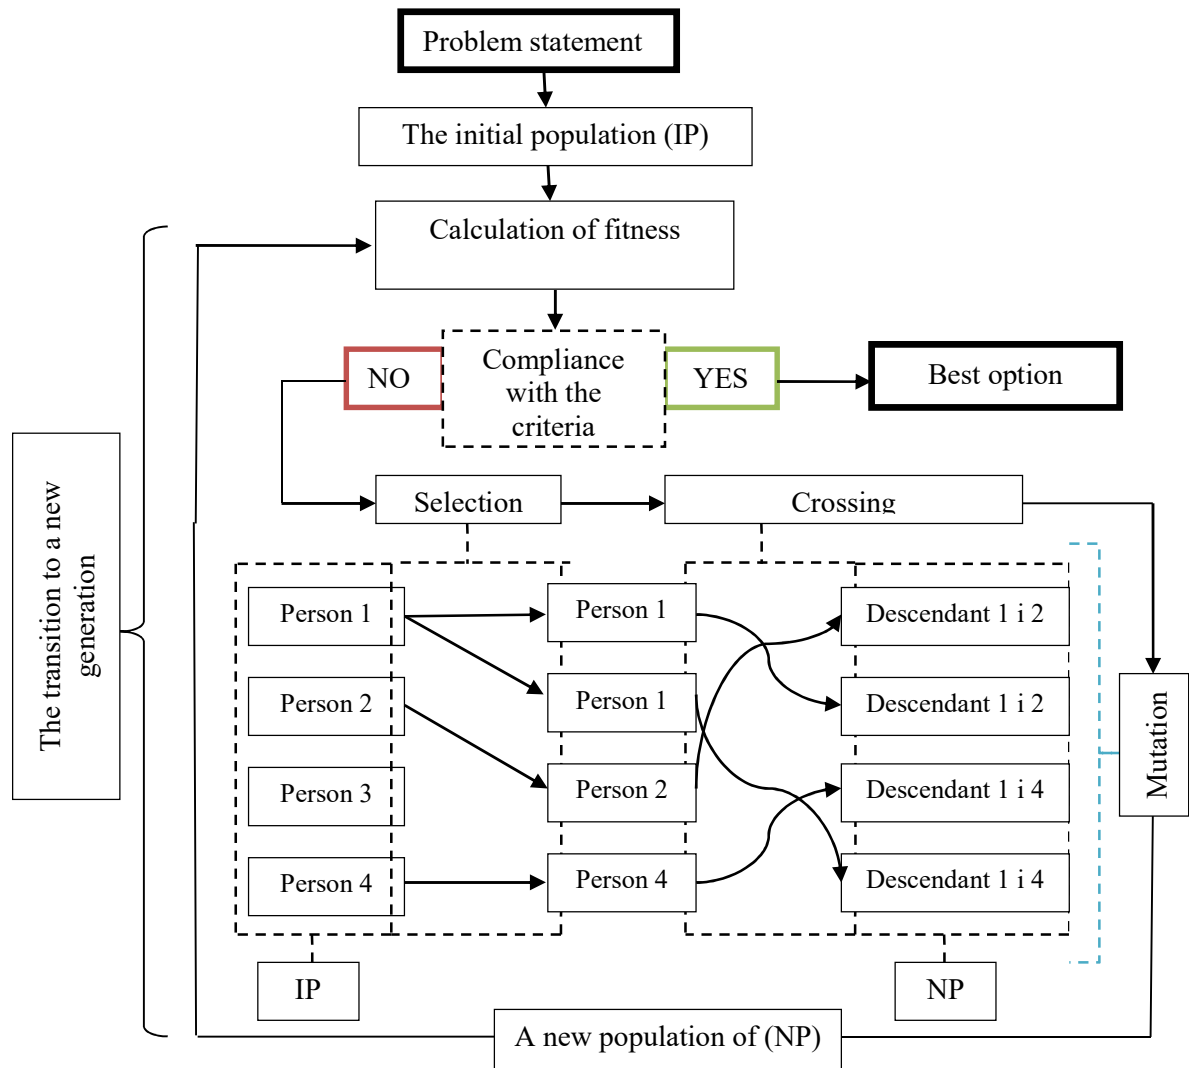 Problem statement
The initial population (IP)
Calculation of fitness
NO
Compliance
with the
criteria
YES
Best option
The transition to a new
generation
Selection
Crossing
Person 1
Person 1
Descendant 1 i 2
Person 2
Person 1
Descendant 1 i 2
Person 3
Person 2
Descendant 1 i 4
Person 4
Person 4
Descendant 1 i 4
Mutation
IP
NP
A new population of (NP)